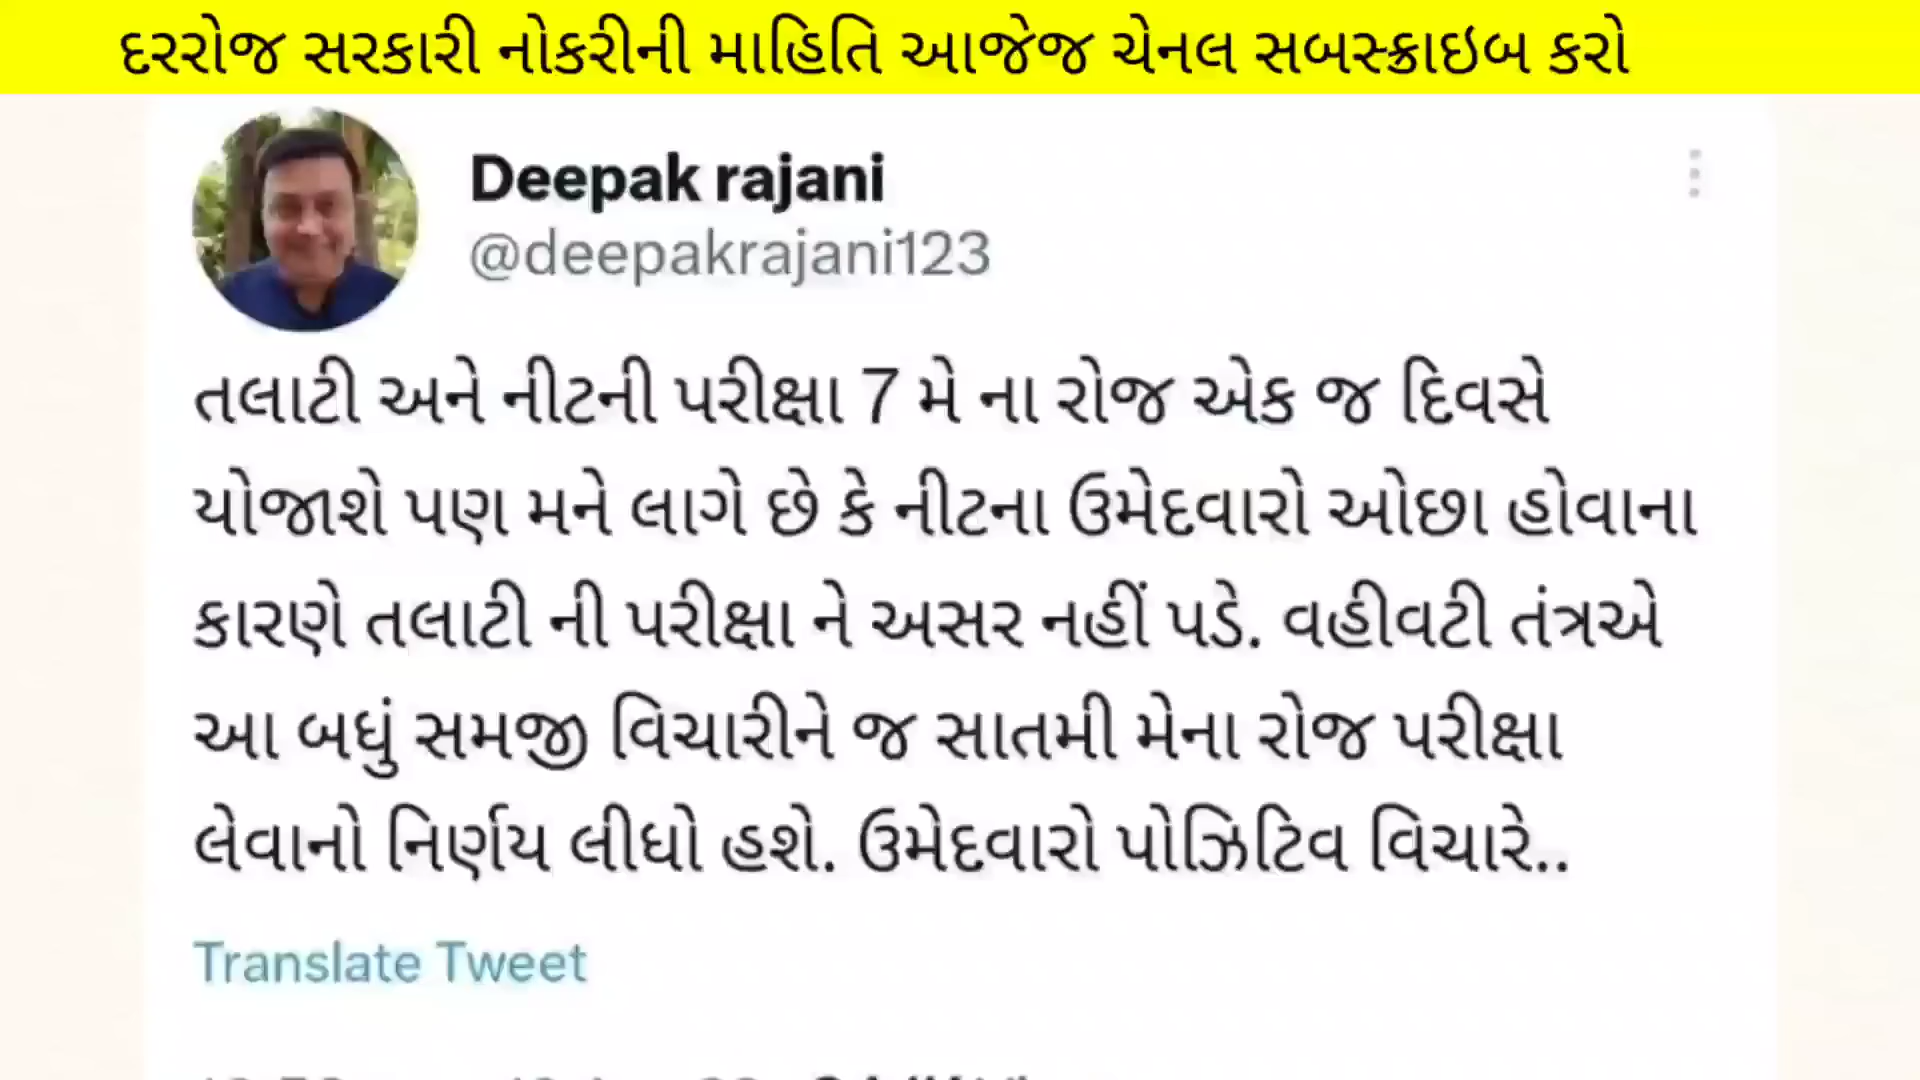 દરરોજ સરકારી નોકરીની માહિતિ આજેજ ચેનલ સબસ્ક્રાઇબ કરો
Deepak rajani
@deepakrajani123
તલાટી અને નીટની પરીક્ષા 7 મે ના રોજ એક જ દિવસે
યોજાશે પણ મને લાગે છે કે નીટના ઉમેદવારો ઓછા હોવાના
કારણે તલાટી ની પરીક્ષા ને અસર નહીં પડે. વહીવટી તંત્રએ
આ બધું સમજી વિચારીને જ સાતમી મેના રોજ પરીક્ષા
લેવાનો નિર્ણય લીધો હશે. ઉમેદવારો પોઝિટિવ વિચારે..
Translate Tweet